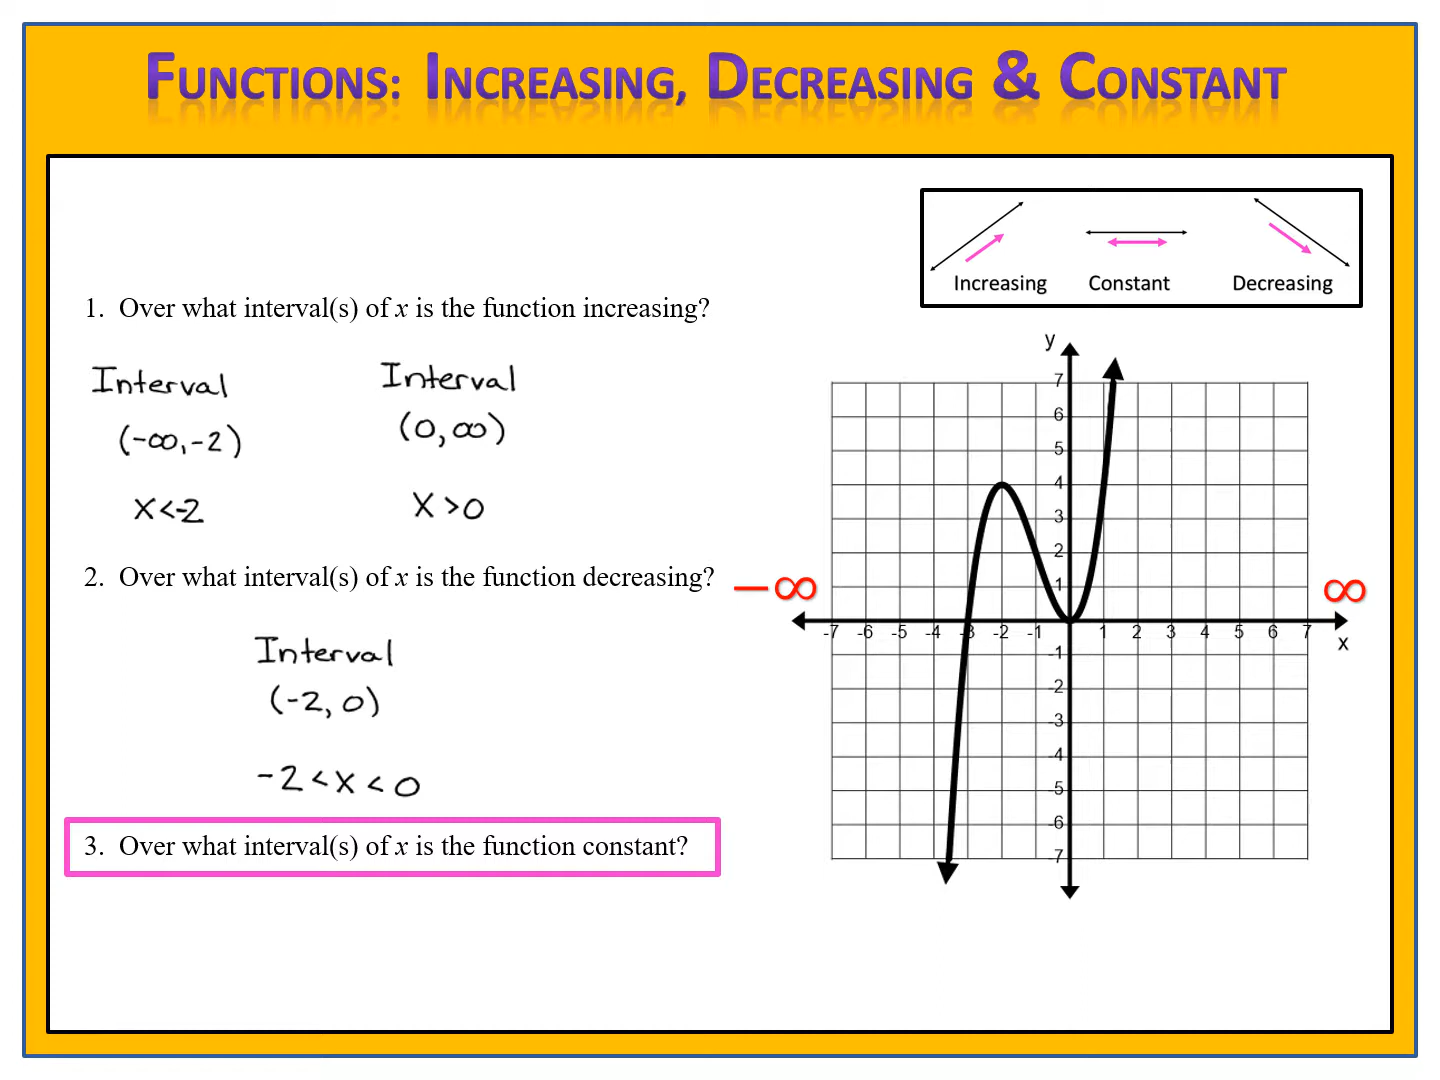 FUNCTIONS: INCREASING, DECREASING & CONSTANT
Increasing Constant Decreasing
1. Over what interval(s) of x is the function increasing?
Interval Interval
(-∞,-2) (0,∞)
x<-2 x>0
2. Over what interval(s) of x is the function decreasing?
Interval
(-2,0)
-2<x<0
3. Over what interval(s) of x is the function constant?
y
7
6
5
4
3
2
1
−∞ ∞
-7 -6 -5 -4 -3 -2 -1 1 2 3 4 5 6 7
x
-1
-2
-3
-4
-5
-6
-7